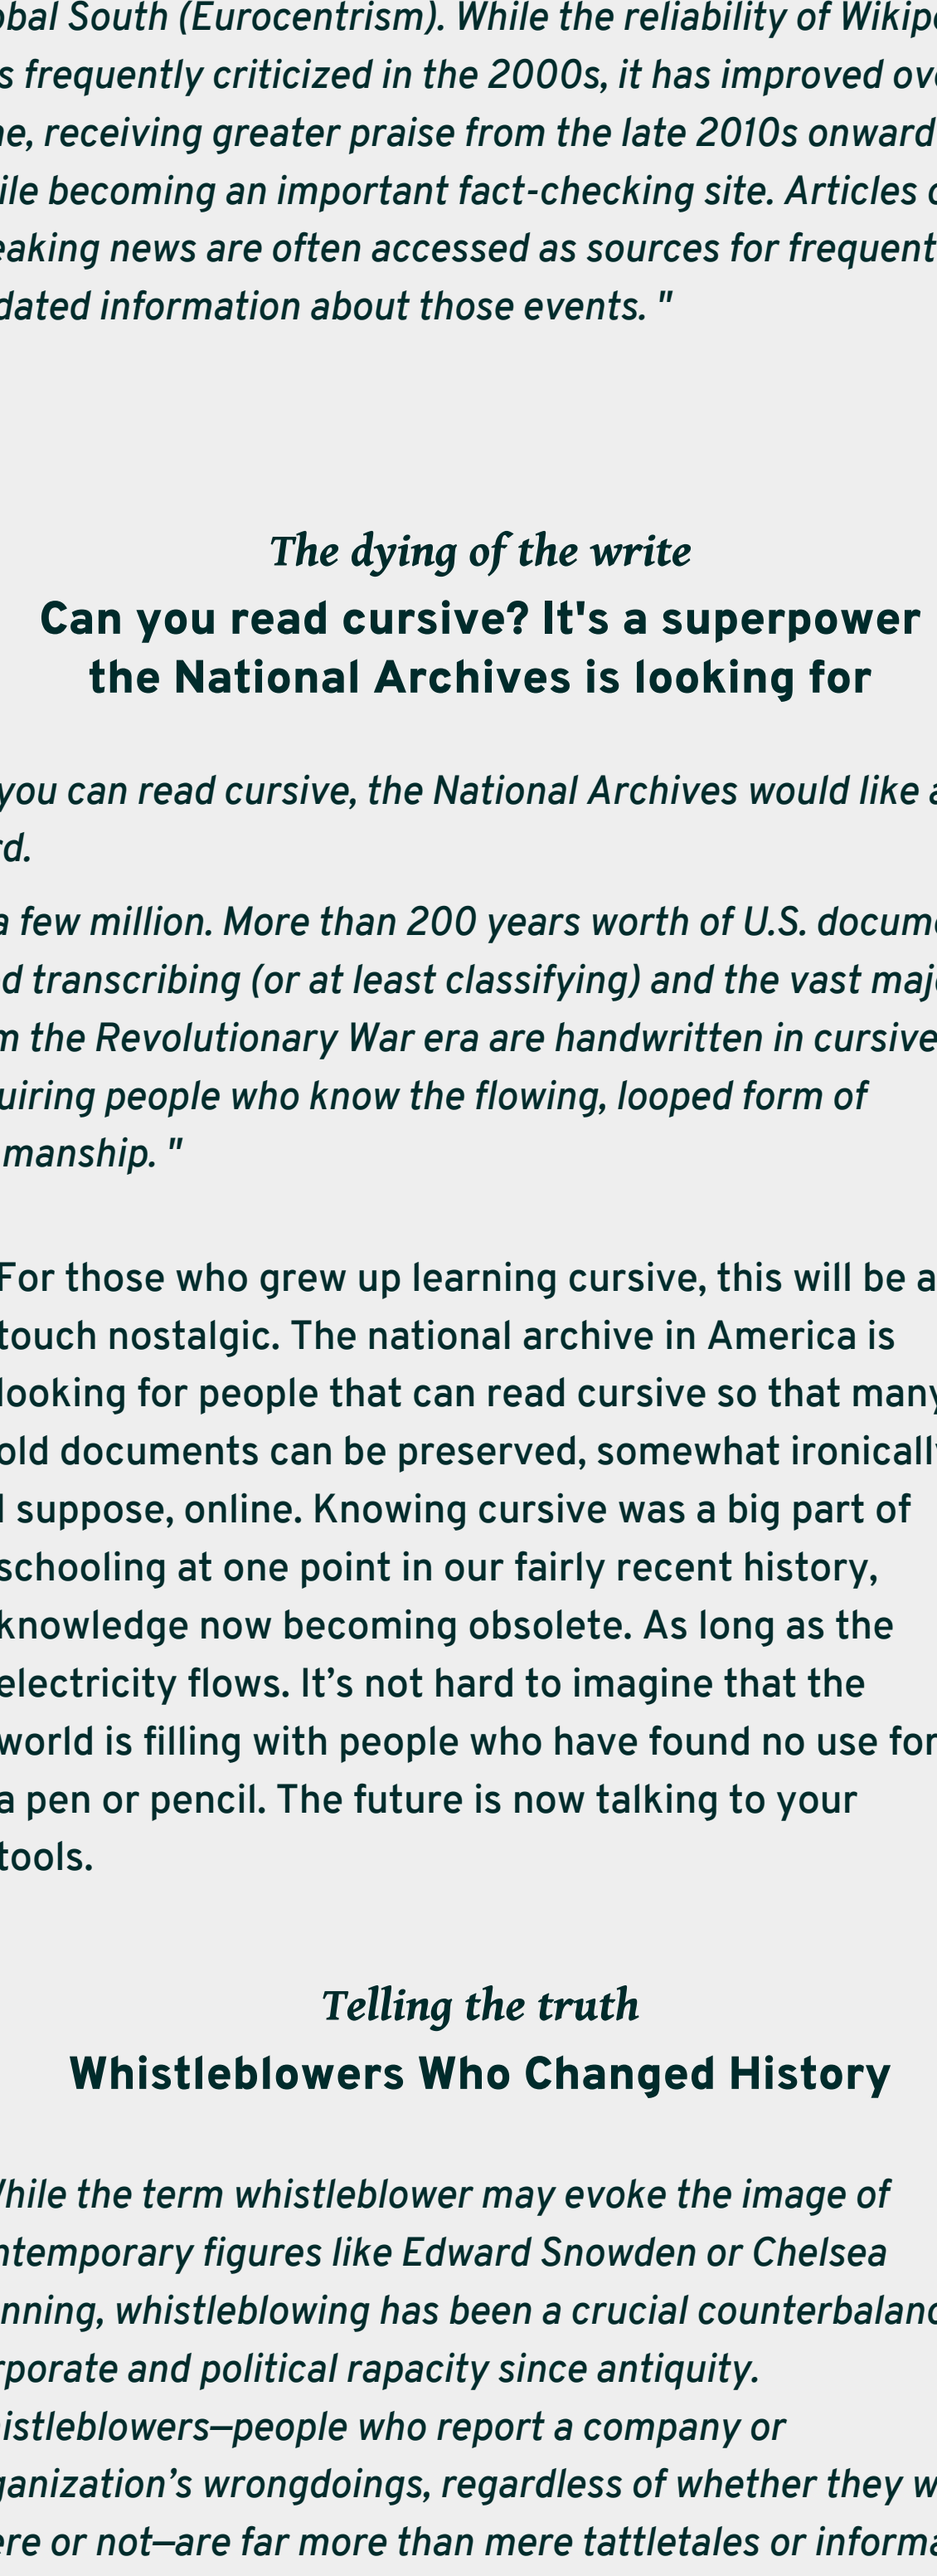 obal South (Eurocentrism). While the reliability of Wikip
s frequently criticized in the 2000s, it has improved ov
e, receiving greater praise from the late 2010s onward
ile becoming an important fact-checking site. Articles
eaking news are often accessed as sources for frequent
dated information about those events. "
The dying of the write
Can you read cursive? It's a superpower
the National Archives is looking for
you can read cursive, the National Archives would like a
rd.
a few million. More than 200 years worth of U.S. docum
d transcribing (or at least classifying) and the vast maj
m the Revolutionary War era are handwritten in cursive
uiring people who know the flowing, looped form of
manship. "
For those who grew up learning cursive, this will be a
touch nostalgic. The national archive in America is
looking for people that can read cursive so that many
old documents can be preserved, somewhat ironically
I suppose, online. Knowing cursive was a big part of
schooling at one point in our fairly recent history,
knowledge now becoming obsolete. As long as the
electricity flows. It’s not hard to imagine that the
world is filling with people who have found no use for
a pen or pencil. The future is now talking to your
tools.
Telling the truth
Whistleblowers Who Changed History
hile the term whistleblower may evoke the image of
ntemporary figures like Edward Snowden or Chelsea
nning, whistleblowing has been a crucial counterbalanc
rporate and political rapacity since antiquity.
istleblowers—people who report a company or
ganization’s wrongdoings, regardless of whether they w
ere or not—are far more than mere tattletales or informa